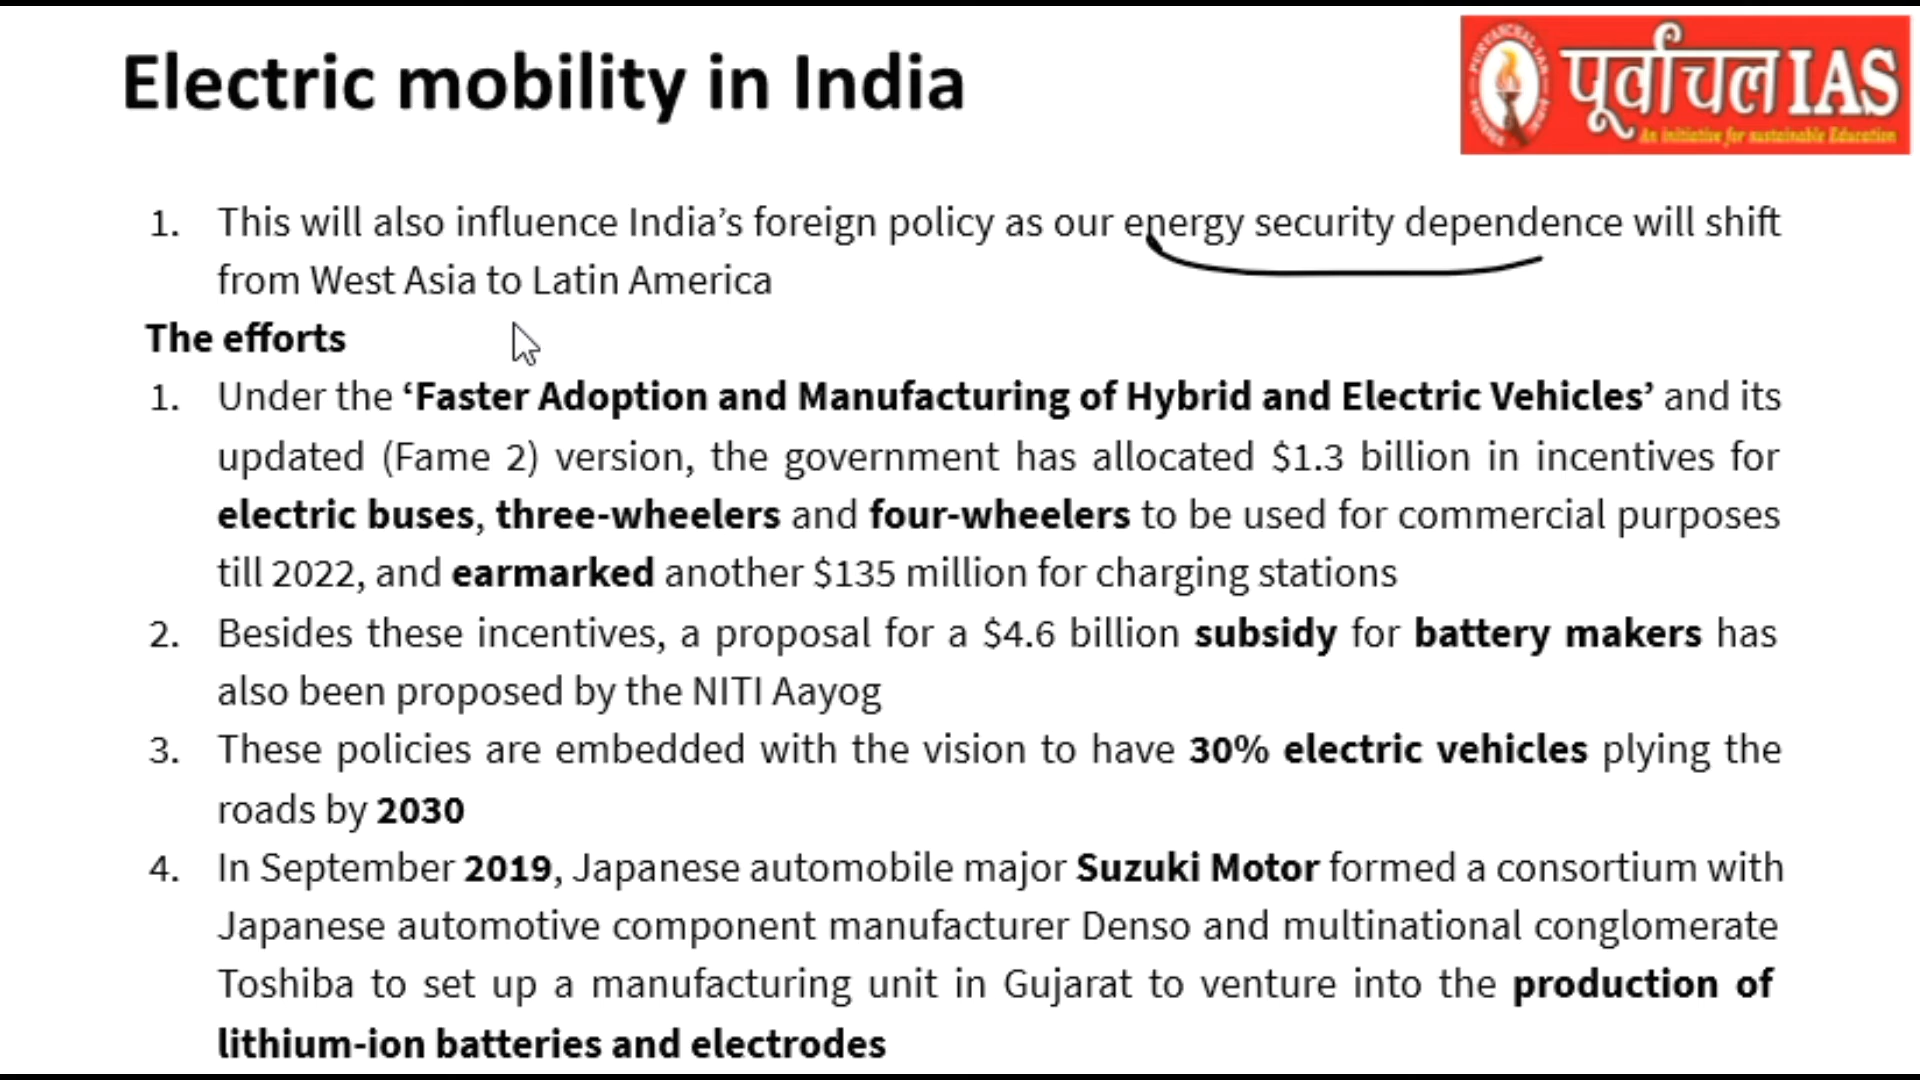 Electric mobility in India
पूर्वांचल IAS
An initiative for sustainable Education
1. This will also influence India’s foreign policy as our energy security dependence will shift
from West Asia to Latin America
The efforts
1. Under the ‘Faster Adoption and Manufacturing of Hybrid and Electric Vehicles’ and its
updated (Fame 2) version, the government has allocated $1.3 billion in incentives for
electric buses, three-wheelers and four-wheelers to be used for commercial purposes
till 2022, and earmarked another $135 million for charging stations
2. Besides these incentives, a proposal for a $4.6 billion subsidy for battery makers has
also been proposed by the NITI Aayog
3. These policies are embedded with the vision to have 30% electric vehicles plying the
roads by 2030
4. In September 2019, Japanese automobile major Suzuki Motor formed a consortium with
Japanese automotive component manufacturer Denso and multinational conglomerate
Toshiba to set up a manufacturing unit in Gujarat to venture into the production of
lithium-ion batteries and electrodes